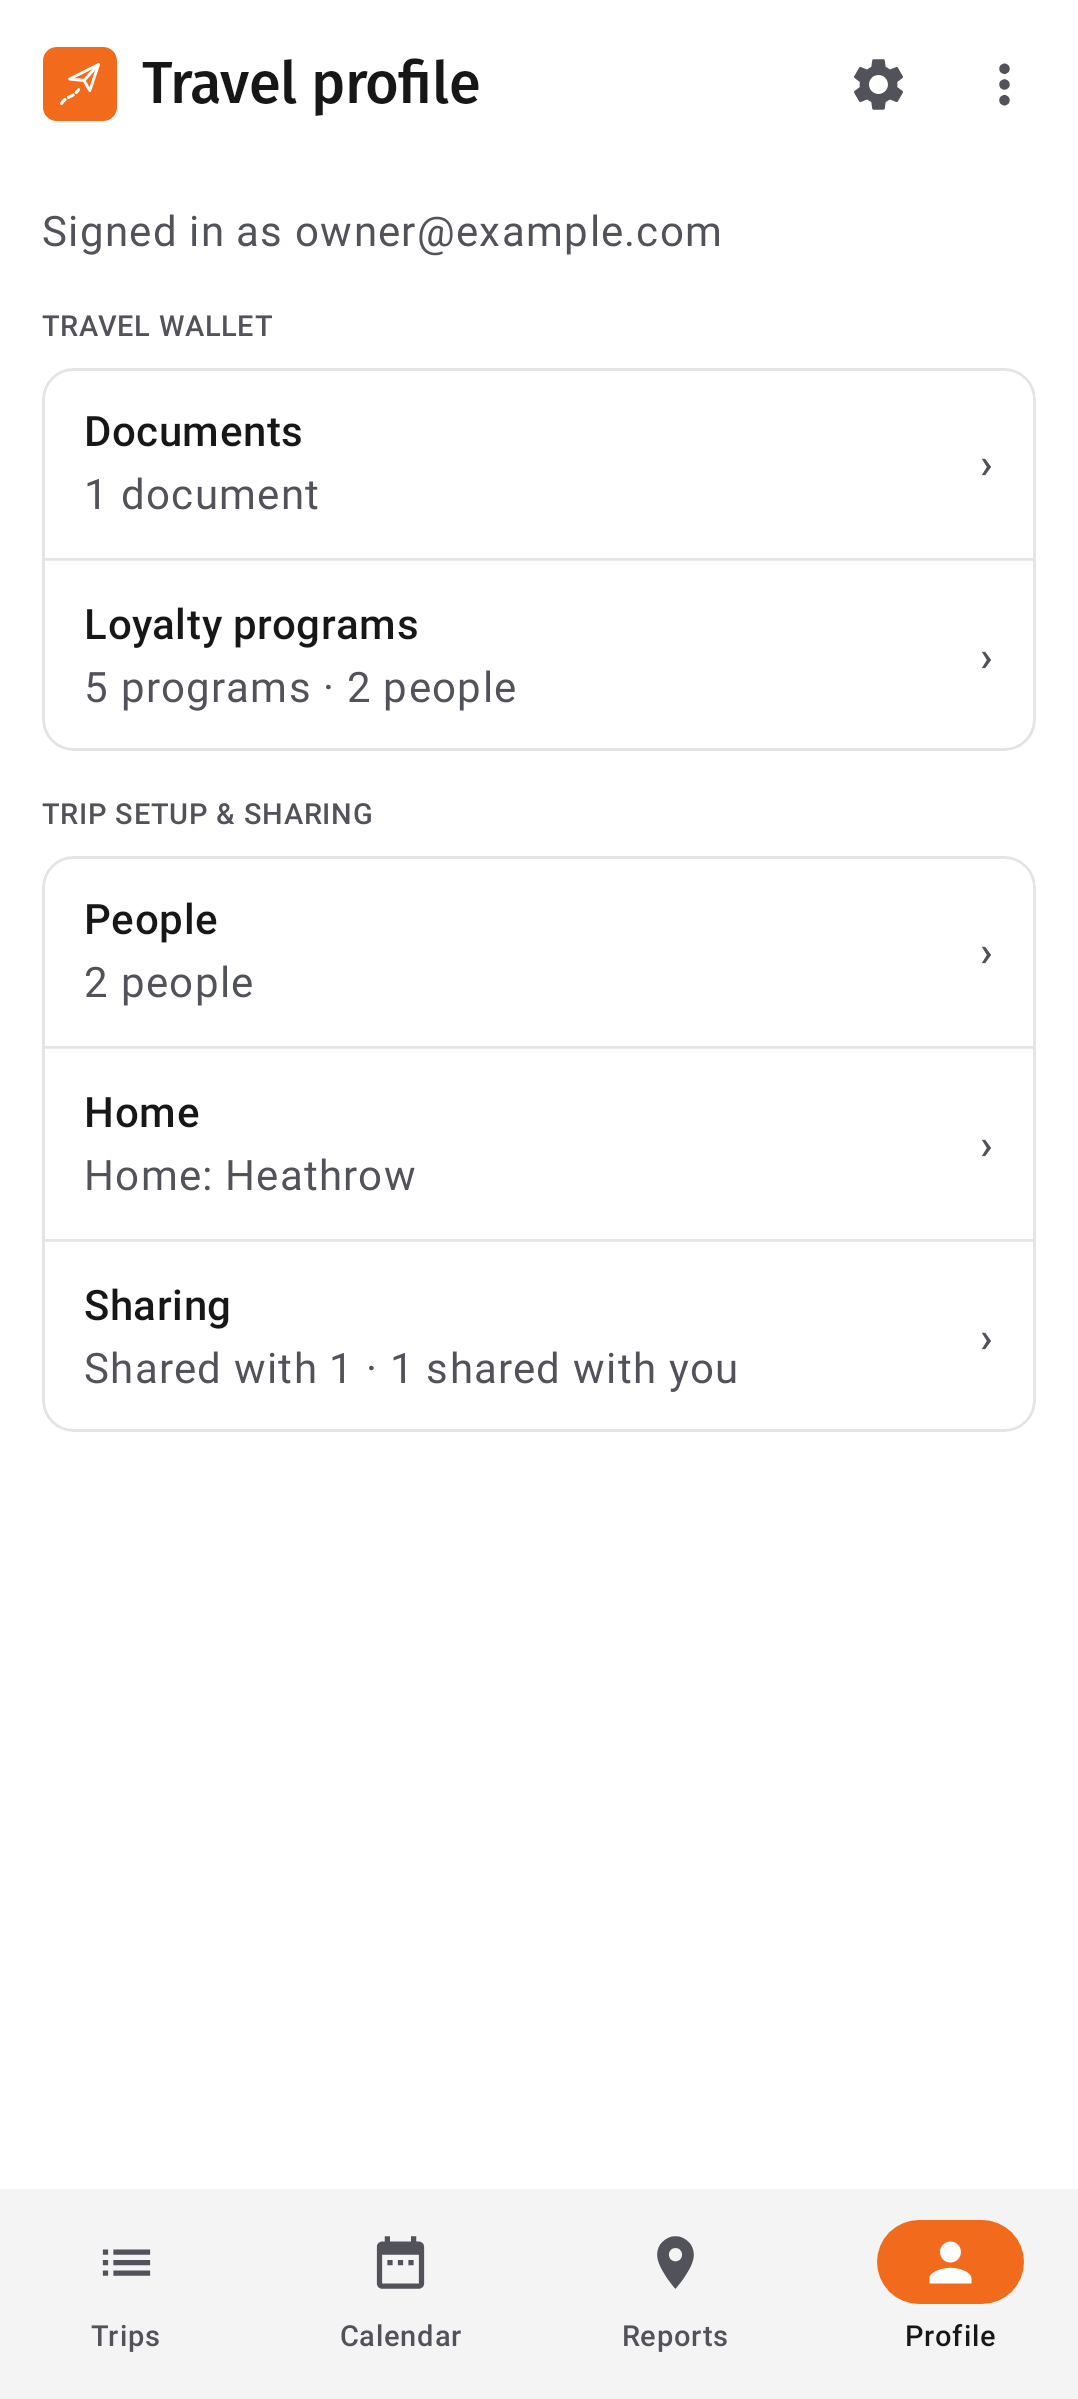 Travel profile
Signed in as owner@example.com
TRAVEL WALLET
Documents
1 document
›
Loyalty programs
5 programs · 2 people
›
TRIP SETUP & SHARING
People
2 people
›
Home
Home: Heathrow
›
Sharing
Shared with 1 · 1 shared with you
›
Trips
Calendar
Reports
Profile